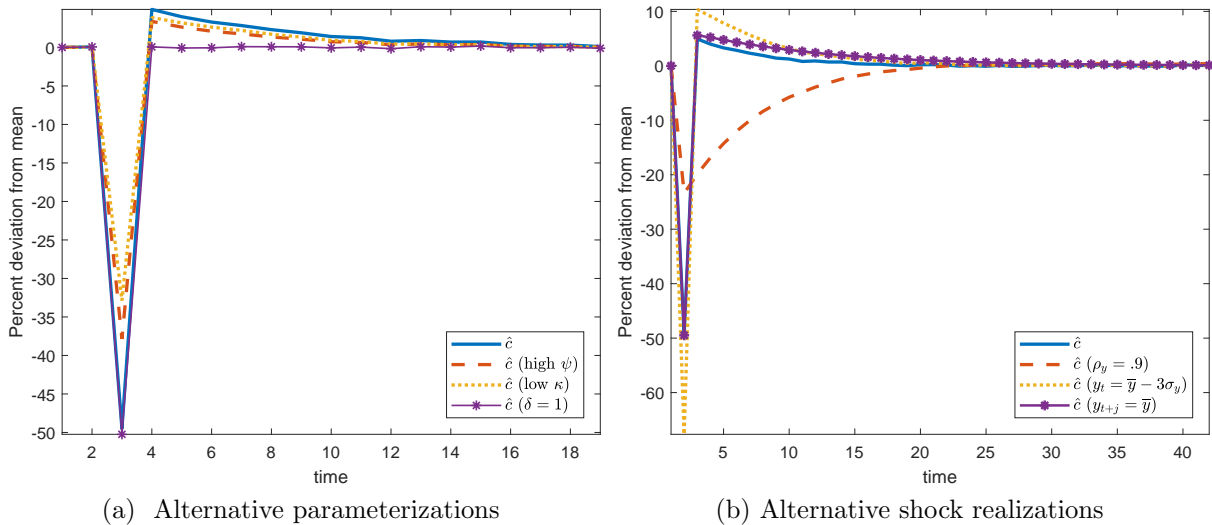 Percent deviation from mean
0
-5
-10
-15
-20
-25
-30
-35
-40
-45
-50
2 4 6 8 10 12 14 16 18
time
ĉ
ĉ (high ψ)
ĉ (low κ)
ĉ (δ = 1)
(a) Alternative parameterizations
Percent deviation from mean
10
0
-10
-20
-30
-40
-50
-60
5 10 15 20 25 30 35 40
time
ĉ
ĉ (ρ_y = .9)
ĉ (y_t = y̅ − 3σ_y)
ĉ (y_{t+j} = y̅)
(b) Alternative shock realizations